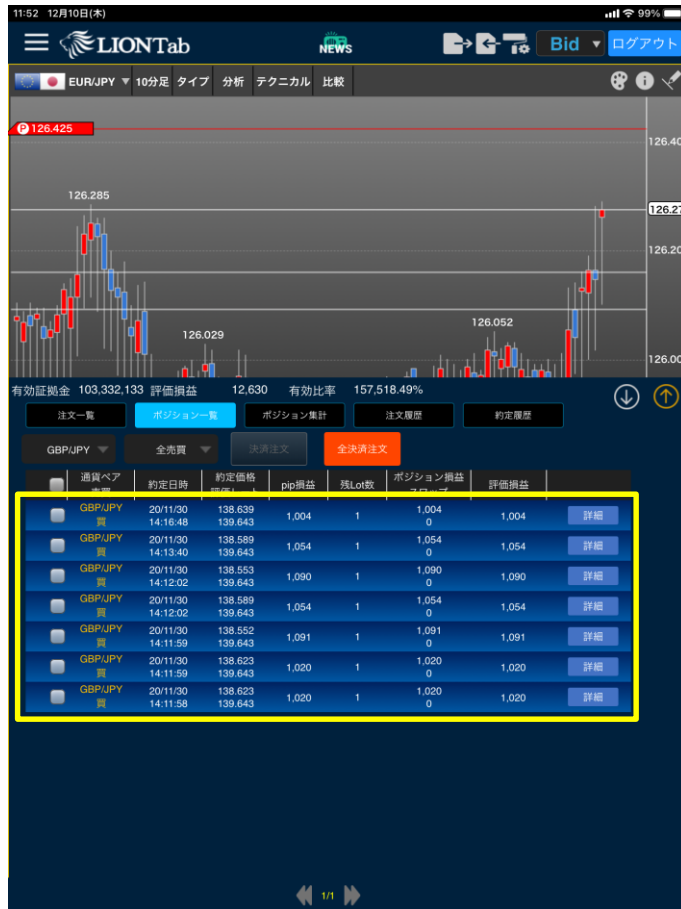 11:52 12月10日(木) 99%
LIONTab NEWS Bid ▼ ログアウト
EUR/JPY ▼ 10分足 タイプ 分析 テクニカル 比較
P 126.425
126.40
126.285
126.27
126.20
126.029
126.052
126.00
有効証拠金 103,332,133 評価損益 12,630 有効比率 157,518.49%
注文一覧 ポジション一覧 ポジション集計 注文履歴 約定履歴
GBP/JPY ▼ 全売買 ▼ 決済注文 全決済注文
通貨ペア 約定日時 約定価格 pip損益 残Lot数 ポジション損益 評価損益
GBP/JPY 20/11/30 138.639 1,004 1 1,004 1,004 詳細
買 14:16:48 139.643 0
GBP/JPY 20/11/30 138.589 1,054 1 1,054 1,054 詳細
買 14:13:40 139.643 0
GBP/JPY 20/11/30 138.553 1,090 1 1,090 1,090 詳細
買 14:12:02 139.643 0
GBP/JPY 20/11/30 138.589 1,054 1 1,054 1,054 詳細
買 14:12:02 139.643 0
GBP/JPY 20/11/30 138.552 1,091 1 1,091 1,091 詳細
買 14:11:59 139.643 0
GBP/JPY 20/11/30 138.623 1,020 1 1,020 1,020 詳細
買 14:11:59 139.643 0
GBP/JPY 20/11/30 138.623 1,020 1 1,020 1,020 詳細
買 14:11:58 139.643 0
1/1